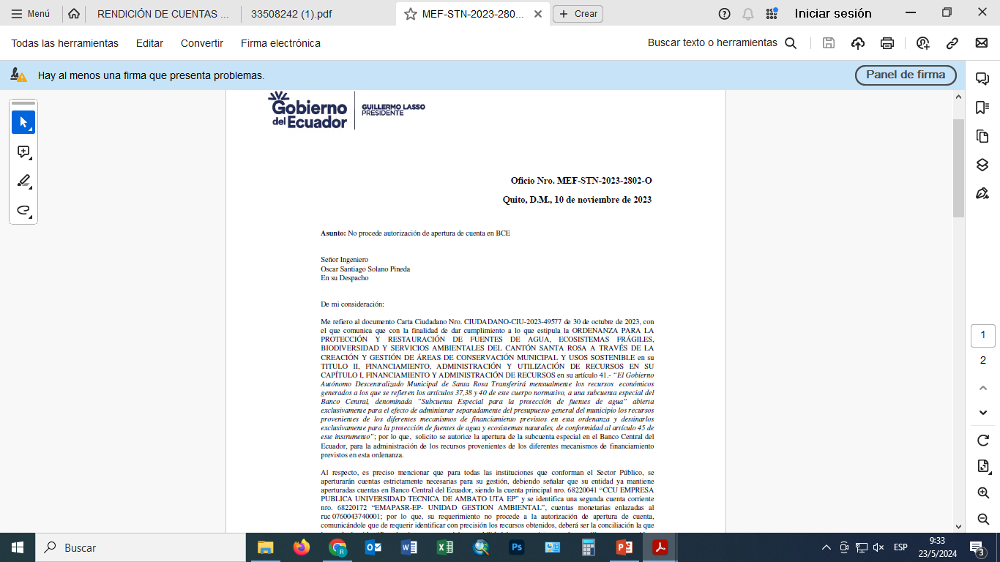 Menú
RENDICIÓN DE CUENTAS ...
33508242 (1).pdf
MEF-STN-2023-280...
Crear
Iniciar sesión
Todas las herramientas
Editar
Convertir
Firma electrónica
Buscar texto o herramientas
Hay al menos una firma que presenta problemas.
Panel de firma
Gobierno
del Ecuador
GUILLERMO LASSO
PRESIDENTE
Oficio Nro. MEF-STN-2023-2802-O
Quito, D.M., 10 de noviembre de 2023
Asunto: No procede autorización de apertura de cuenta en BCE
Señor Ingeniero
Oscar Santiago Solano Pineda
En su Despacho
De mi consideración:
Me refiero al documento Carta Ciudadano Nro. CIUDADANO-CIU-2023-49577 de 30 de octubre de 2023, con
el que comunica que con la finalidad de dar cumplimiento a lo que estipula la ORDENANZA PARA LA
PROTECCIÓN Y RESTAURACIÓN DE FUENTES DE AGUA, ECOSISTEMAS FRÁGILES,
BIODIVERSIDAD Y SERVICIOS AMBIENTALES DEL CANTÓN SANTA ROSA A TRAVÉS DE LA
CREACIÓN Y GESTIÓN DE ÁREAS DE CONSERVACIÓN MUNICIPAL Y USOS SOSTENIBLE en su
TITULO II, FINANCIAMIENTO, ADMINISTRACIÓN Y UTILIZACIÓN DE RECURSOS EN SU
CAPÍTULO I, FINANCIAMIENTO Y ADMINISTRACIÓN DE RECURSOS en su artículo 41.- “El Gobierno
Autónomo Descentralizado Municipal de Santa Rosa Transferirá mensualmente los recursos económicos
generados a los que se refieren los artículos 37,38 y 40 de este cuerpo normativo, a una subcuenta especial del
Banco Central, denominada “Subcuenta Especial para la protección de fuentes de agua” abierta
exclusivamente para el efecto de administrar separadamente del presupuesto general del municipio los recursos
provenientes de los diferentes mecanismos de financiamiento previstos en esta ordenanza y destinarlos
exclusivamente para la protección de fuentes de agua y ecosistemas naturales, de conformidad al artículo 45 de
este instrumento”; por lo que, solicito se autorice la apertura de la subcuenta especial en el Banco Central del
Ecuador, para la administración de los recursos provenientes de los diferentes mecanismos de financiamiento
previstos en esta ordenanza.
Al respecto, es preciso mencionar que para todas las instituciones que conforman el Sector Público, se
aperturarán cuentas estrictamente necesarias para su gestión, debiendo señalar que su entidad ya mantiene
aperturadas cuentas en Banco Central del Ecuador, siendo la cuenta principal nro. 68220041 “CCU EMPRESA
PUBLICA UNIVERSIDAD TECNICA DE AMBATO UTA EP” y se identifica una segunda cuenta corriente
nro. 68220172 “EMAPASR-EP- UNIDAD GESTION AMBIENTAL”, cuentas monetarias enlazadas al
ruc 0760043740001; por lo que, su requerimiento no procede a la autorización de apertura de cuenta,
comunicándole que de requerir identificar con precisión los recursos obtenidos, deberá ser la conciliación la que
1
2
Buscar
ESP
9:33
23/5/2024
3